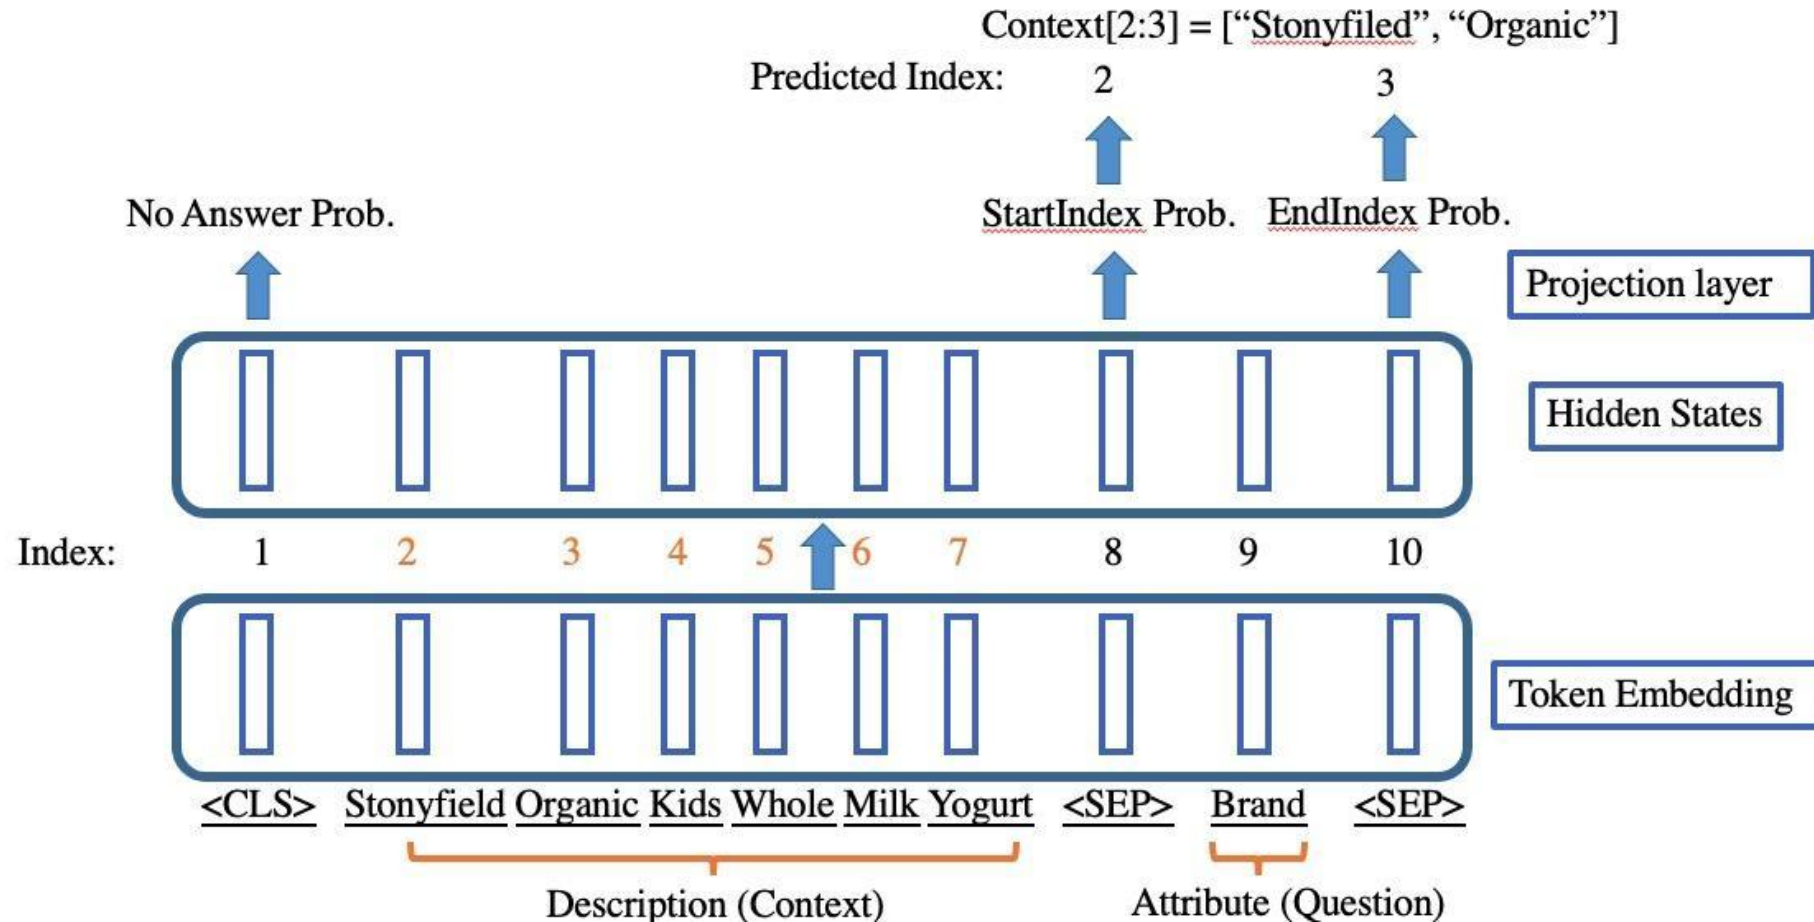 Context[2:3] = [“Stonyfiled”, “Organic”]
Predicted Index: 2 3
No Answer Prob. StartIndex Prob. EndIndex Prob.
Projection layer
Hidden States
Index: 1 2 3 4 5 6 7 8 9 10
Token Embedding
<CLS> Stonyfield Organic Kids Whole Milk Yogurt <SEP> Brand <SEP>
Description (Context) Attribute (Question)